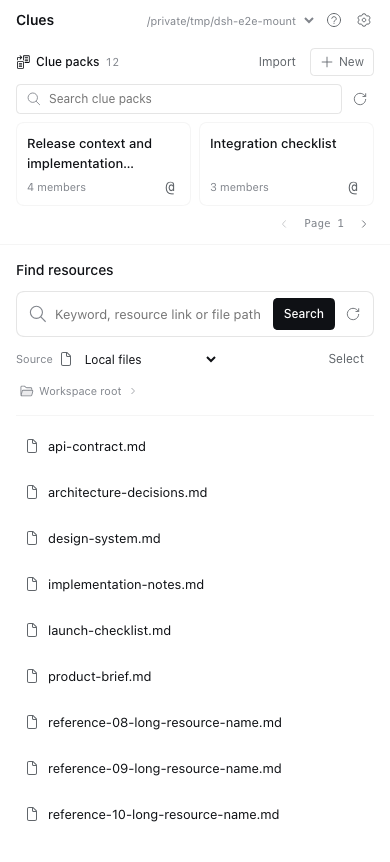 Clues
/private/tmp/dsh-e2e-mount
Clue packs 12
Import
+ New
Search clue packs
Release context and
implementation...
4 members
@
Integration checklist
3 members
@
Page 1
Find resources
Keyword, resource link or file path
Search
Source
Local files
Select
Workspace root
api-contract.md
architecture-decisions.md
design-system.md
implementation-notes.md
launch-checklist.md
product-brief.md
reference-08-long-resource-name.md
reference-09-long-resource-name.md
reference-10-long-resource-name.md